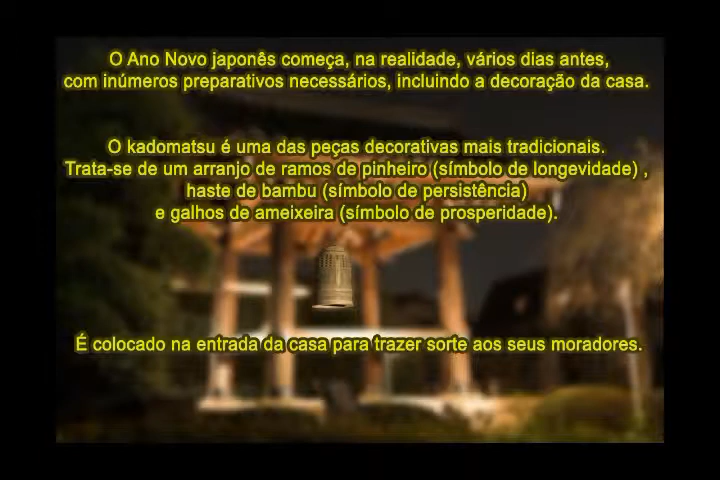 O Ano Novo japonês começa, na realidade, vários dias antes,
com inúmeros preparativos necessários, incluindo a decoração da casa.
O kadomatsu é uma das peças decorativas mais tradicionais.
Trata-se de um arranjo de ramos de pinheiro (símbolo de longevidade) ,
haste de bambu (símbolo de persistência)
e galhos de ameixeira (símbolo de prosperidade).
É colocado na entrada da casa para trazer sorte aos seus moradores.